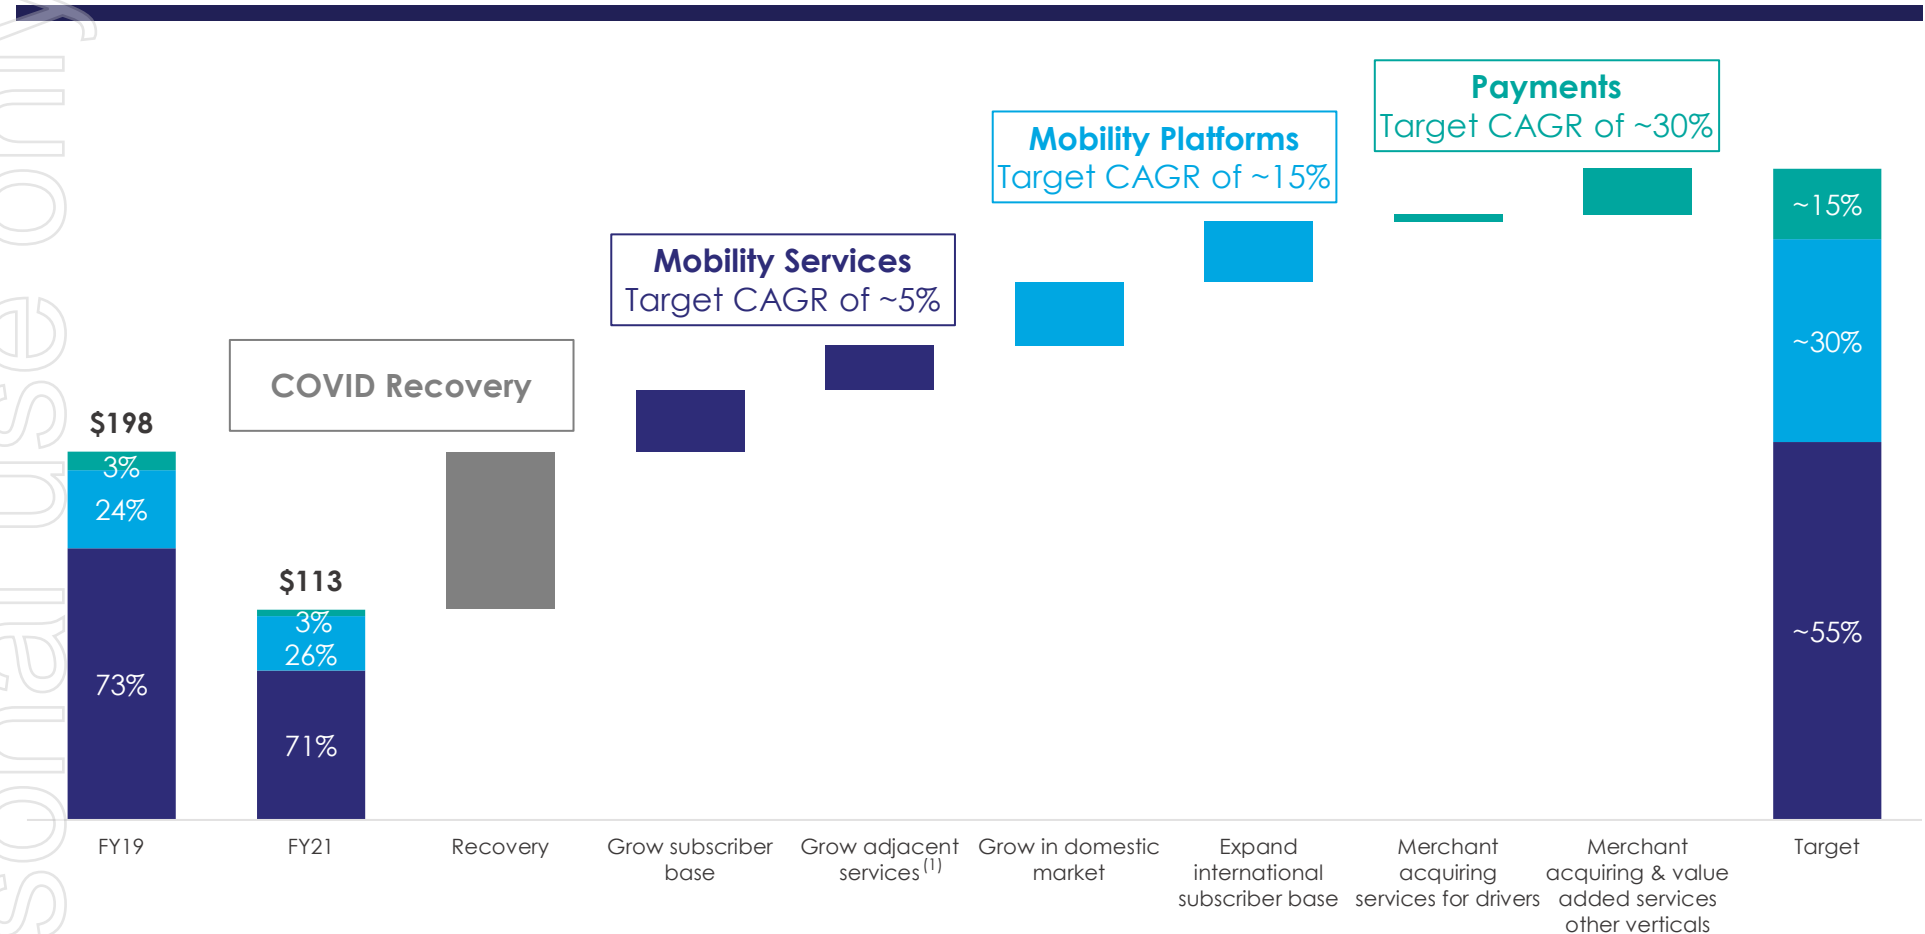 Payments
Target CAGR of ~30%
Mobility Platforms
Target CAGR of ~15%
Mobility Services
Target CAGR of ~5%
COVID Recovery
$198
3%
24%
73%
$113
3%
26%
71%
~15%
~30%
~55%
FY19
FY21
Recovery
Grow subscriber
base
Grow adjacent
services(1)
Grow in domestic
market
Expand
international
subscriber base
Merchant
acquiring
services for drivers
Merchant
acquiring & value
added services
other verticals
Target
sonal use only